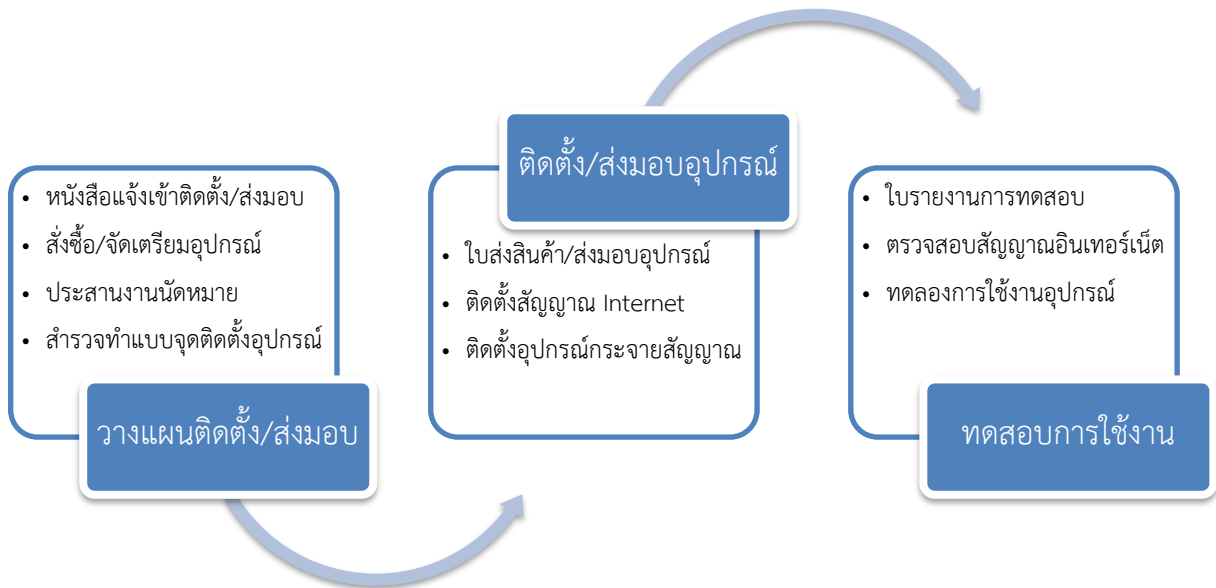 • หนังสือแจ้งเข้าติดตั้ง/ส่งมอบ
• สั่งซื้อ/จัดเตรียมอุปกรณ์
• ประสานงานนัดหมาย
• สำรวจทำแบบจุดติดตั้งอุปกรณ์
วางแผนติดตั้ง/ส่งมอบ
ติดตั้ง/ส่งมอบอุปกรณ์
• ใบส่งสินค้า/ส่งมอบอุปกรณ์
• ติดตั้งสัญญาณ Internet
• ติดตั้งอุปกรณ์กระจายสัญญาณ
• ใบรายงานการทดสอบ
• ตรวจสอบสัญญาณอินเทอร์เน็ต
• ทดลองการใช้งานอุปกรณ์
ทดสอบการใช้งาน